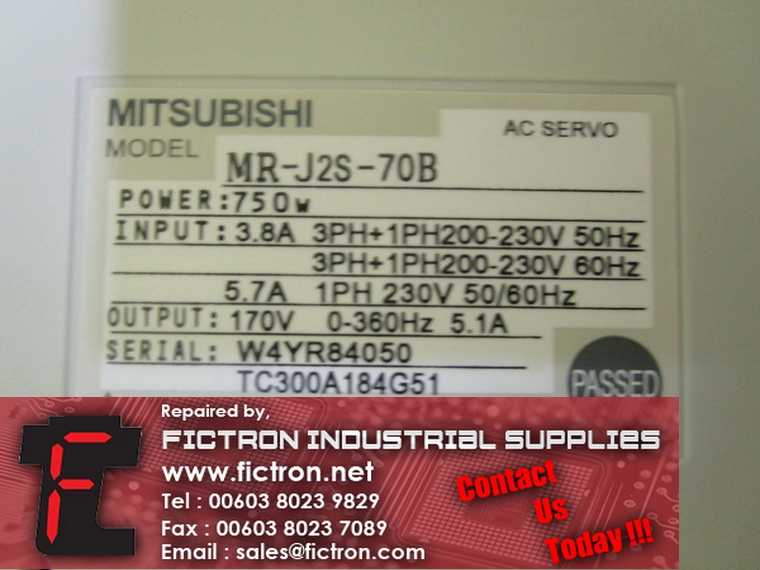 MITSUBISHI
AC SERVO
MODEL MR-J2S-70B
POWER:750w
INPUT: 3.8A 3PH+1PH200-230V 50Hz
3PH+1PH200-230V 60Hz
5.7A 1PH 230V 50/60Hz
OUTPUT: 170V 0-360Hz 5.1A
SERIAL: W4YR84050
TC300A184G51
PASSED
Repaired by,
FICTRON INDUSTRIAL SUPPLIES
www.fictron.net
Tel : 00603 8023 9829
Fax : 00603 8023 7089
Email : sales@fictron.com
Contact
Us
Today !!!